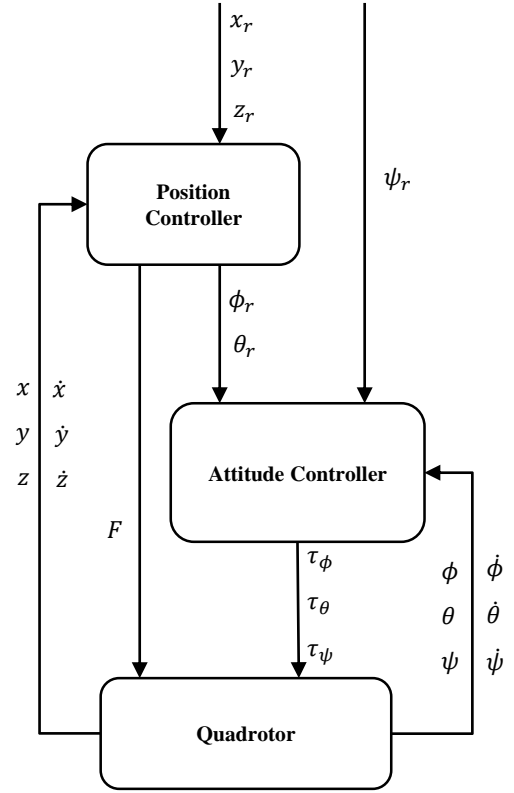 x_r
y_r
z_r
ψ_r
Position
Controller
ϕ_r
θ_r
x ẋ
y ẏ
z ż
Attitude Controller
F
τ_ϕ
τ_θ
τ_ψ
ϕ ϕ̇
θ θ̇
ψ ψ̇
Quadrotor